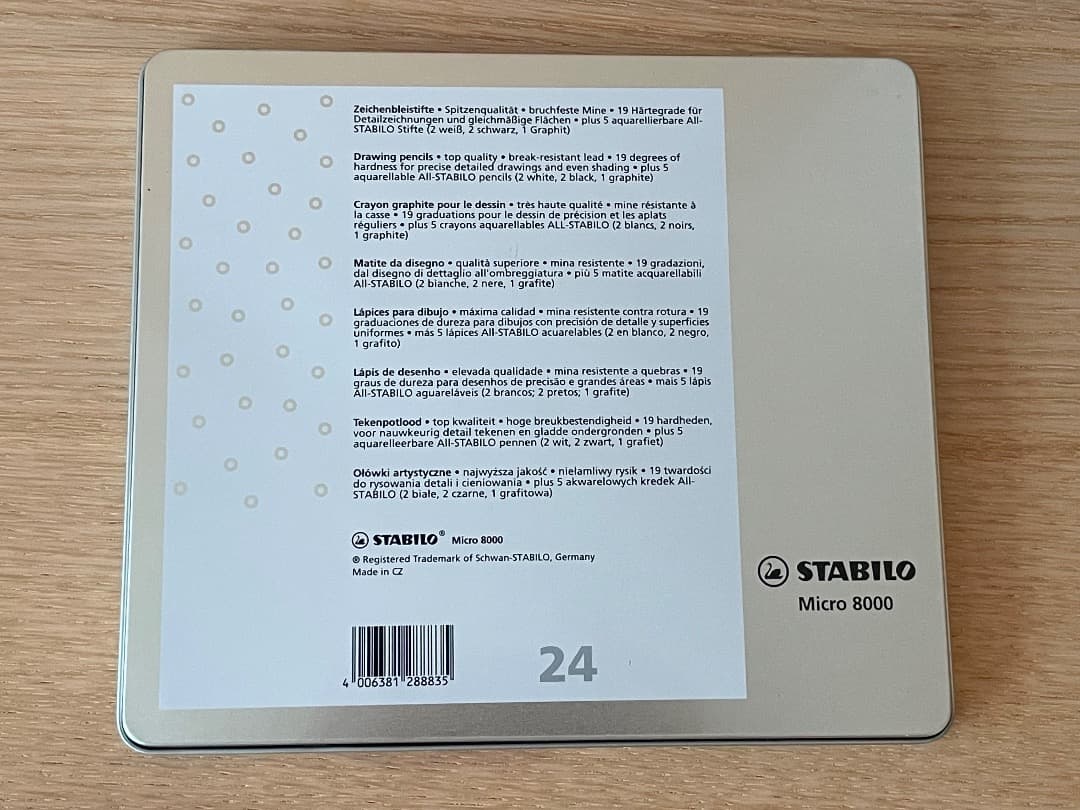 Zeichenbleistifte • Spitzenqualität • bruchfeste Mine • 19 Härtegrade für
Detailzeichnungen und gleichmäßige Flächen • plus 5 aquarellierbare All-
STABILO Stifte (2 weiß, 2 schwarz, 1 Graphit)
Drawing pencils • top quality • break-resistant lead • 19 degrees of
hardness for precise detailed drawings and even shading • plus 5
aquarellable All-STABILO pencils (2 white, 2 black, 1 graphite)
Crayon graphite pour le dessin • très haute qualité • mine résistante à
la casse • 19 graduations pour le dessin de précision et les aplats
réguliers • plus 5 crayons aquarellables ALL-STABILO (2 blancs, 2 noirs,
1 graphite)
Matite da disegno • qualità superiore • mina resistente • 19 gradazioni,
dal disegno di dettaglio all'ombreggiatura • più 5 matite acquarellabili
All-STABILO (2 bianche, 2 nere, 1 grafite)
Lápices para dibujo • máxima calidad • mina resistente contra rotura • 19
graduaciones de dureza para dibujos con precisión de detalle y superficies
uniformes • más 5 lápices All-STABILO acuarelables (2 en blanco, 2 negro,
1 grafito)
Lápis de desenho • elevada qualidade • mina resistente a quebras • 19
graus de dureza para desenhos de precisão e grandes áreas • mais 5 lápis
All-STABILO aguareláveis (2 brancos; 2 pretos; 1 grafite)
Tekenpotlood • top kwaliteit • hoge breukbestendigheid • 19 hardheden,
voor nauwkeurig detail tekenen en gladde ondergronden • plus 5
aquarelleerbare All-STABILO pennen (2 wit, 2 zwart, 1 grafiet)
Ołówki artystyczne • najwyższa jakość • niełamliwy rysik • 19 twardości
do rysowania detali i cieniowania • plus 5 akwarelowych kredek All-
STABILO (2 białe, 2 czarne, 1 grafitowa)
STABILO® Micro 8000
® Registered Trademark of Schwan-STABILO, Germany
Made in CZ
4 006381 288835
24
STABILO
Micro 8000